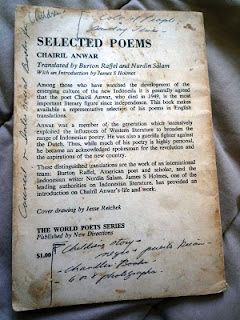 SELECTED POEMS
CHAIRIL ANWAR
Translated by Burton Raffel and Nurdin Salam
With an Introduction by James S Holmes
Among those who have watched the development of the
emerging culture of the new Indonesia it is generally agreed
that the poet Chairil Anwar, who died in 1949, is the most
important literary figure since independence. This book makes
available a representative selection of his poems in English
translations.
Anwar was a member of the generation which intensively
exploited the influences of Western literature to broaden the
range of Indonesian poetry. He was also a guerilla fighter against
the Dutch. Thus, while much of his poetry is highly personal,
he became an acknowledged spokesman for the revolution and
the aspirations of the new country.
These distinguished translations are the work of an international
team: Burton Raffel, American poet and scholar, and the
Indonesian writer Nurdin Salam. James S Holmes, one of the
leading authorities on Indonesian literature, has provided an
introduction on Chairil Anwar's life and work.
Cover drawing by Jesse Reichek
THE WORLD POETS SERIES
Published by New Directions
$1.00
story
Chandler Books
photographs